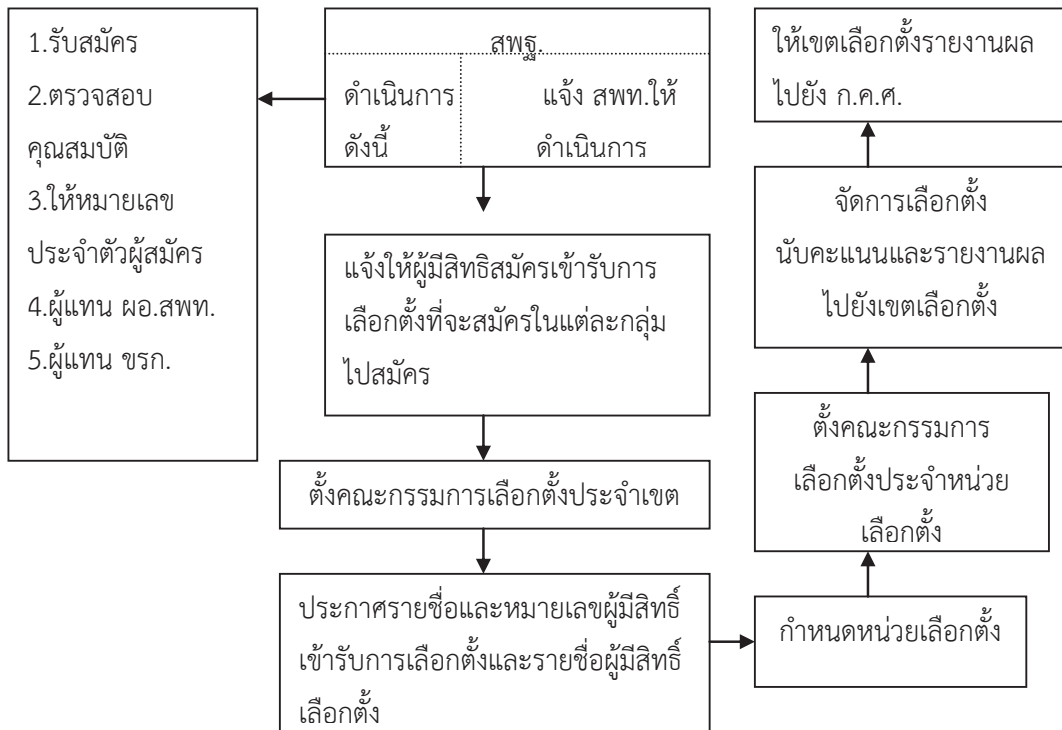 สพฐ.
ดำเนินการ
ดังนี้
แจ้ง สพท.ให้
ดำเนินการ
1.รับสมัคร
2.ตรวจสอบ
คุณสมบัติ
3.ให้หมายเลข
ประจำตัวผู้สมัคร
4.ผู้แทน ผอ.สพท.
5.ผู้แทน ขรก.
แจ้งให้ผู้มีสิทธิสมัครเข้ารับการ
เลือกตั้งที่จะสมัครในแต่ละกลุ่ม
ไปสมัคร
ตั้งคณะกรรมการเลือกตั้งประจำเขต
ประกาศรายชื่อและหมายเลขผู้มีสิทธิ์
เข้ารับการเลือกตั้งและรายชื่อผู้มีสิทธิ์
เลือกตั้ง
กำหนดหน่วยเลือกตั้ง
ตั้งคณะกรรมการ
เลือกตั้งประจำหน่วย
เลือกตั้ง
จัดการเลือกตั้ง
นับคะแนนและรายงานผล
ไปยังเขตเลือกตั้ง
ให้เขตเลือกตั้งรายงานผล
ไปยัง ก.ค.ศ.